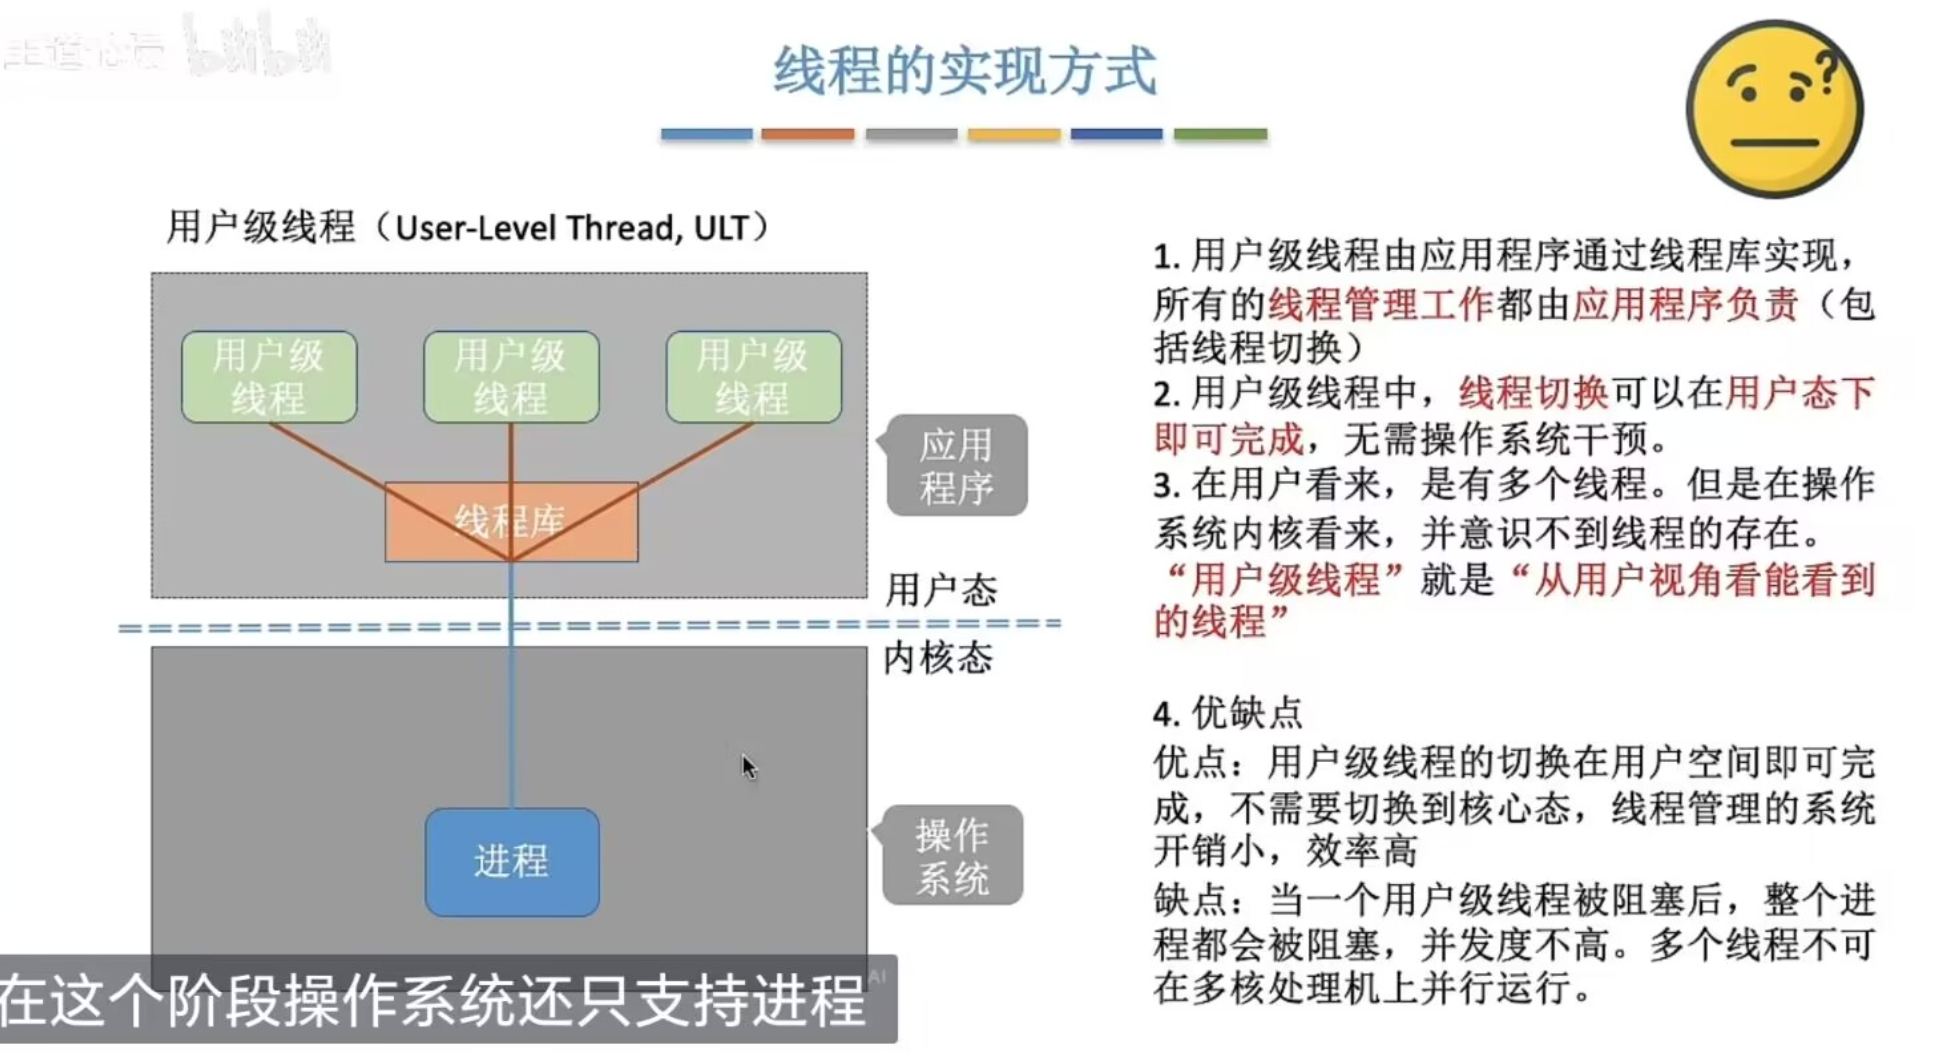 王道论坛 bilibili
线程的实现方式
?
用户级线程（User-Level Thread, ULT）
用户级
线程
用户级
线程
用户级
线程
线程库
应用
程序
用户态
内核态
进程
操作
系统
1. 用户级线程由应用程序通过线程库实现，
所有的线程管理工作都由应用程序负责（包
括线程切换）
2. 用户级线程中，线程切换可以在用户态下
即可完成，无需操作系统干预。
3. 在用户看来，是有多个线程。但是在操作
系统内核看来，并意识不到线程的存在。
“用户级线程”就是“从用户视角看能看到
的线程”
4. 优缺点
优点：用户级线程的切换在用户空间即可完
成，不需要切换到核心态，线程管理的系统
开销小，效率高
缺点：当一个用户级线程被阻塞后，整个进
程都会被阻塞，并发度不高。多个线程不可
在多核处理机上并行运行。
AI
在这个阶段操作系统还只支持进程